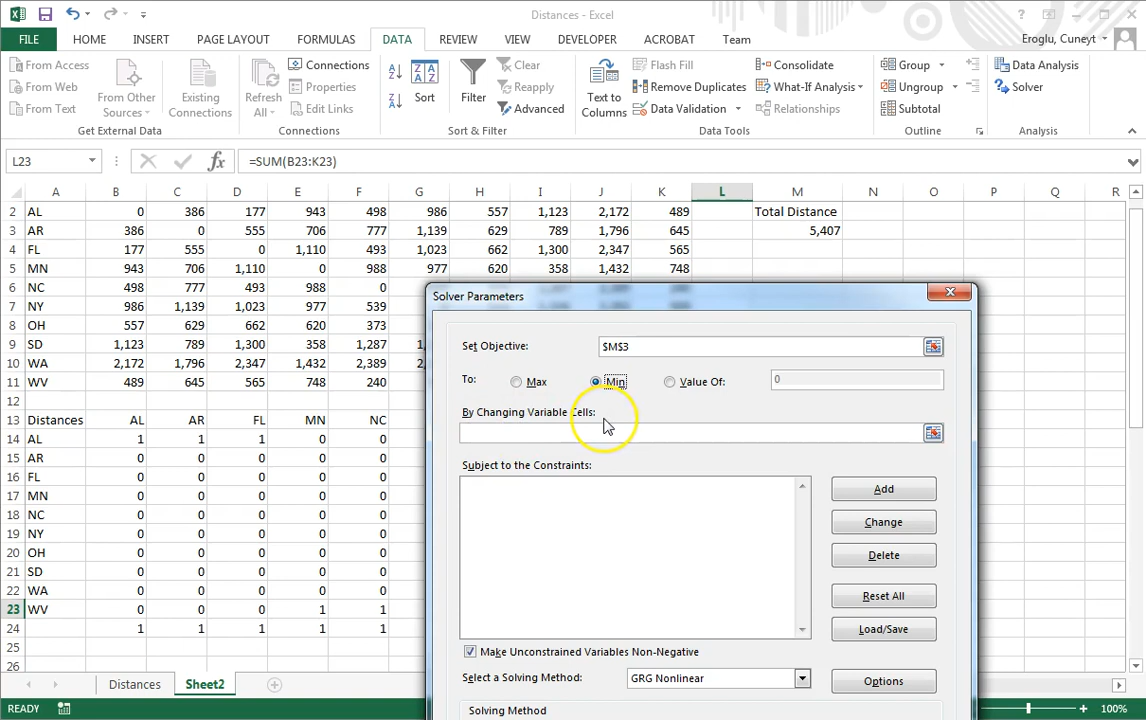 Distances - Excel
FILE HOME INSERT PAGE LAYOUT FORMULAS DATA REVIEW VIEW DEVELOPER ACROBAT Team Eroglu, Cuneyt
From Access Connections Clear Flash Fill Consolidate Group Data Analysis
From Web Properties Reapply Remove Duplicates What-If Analysis Ungroup Solver
From Text From Other Sources Existing Connections Refresh All Edit Links Sort Filter Advanced Text to Columns Data Validation Relationships Subtotal
Get External Data Connections Sort & Filter Data Tools Outline Analysis
L23 fx =SUM(B23:K23)
A B C D E F G H I J K L M N O P Q R
2 AL 0 386 177 943 498 986 557 1,123 2,172 489 Total Distance
3 AR 386 0 555 706 777 1,139 629 789 1,796 645 5,407
4 FL 177 555 0 1,110 493 1,023 662 1,300 2,347 565
5 MN 943 706 1,110 0 988 977 620 358 1,432 748
6 NC 498 777 493 988 0
7 NY 986 1,139 1,023 977 539
8 OH 557 629 662 620 373
9 SD 1,123 789 1,300 358 1,287
10 WA 2,172 1,796 2,347 1,432 2,389
11 WV 489 645 565 748 240
12
13 Distances AL AR FL MN NC
14 AL 1 1 1 0 0
15 AR 0 0 0 0 0
16 FL 0 0 0 0 0
17 MN 0 0 0 0 0
18 NC 0 0 0 0 0
19 NY 0 0 0 0 0
20 OH 0 0 0 0 0
21 SD 0 0 0 0 0
22 WA 0 0 0 0 0
23 WV 0 0 0 1 1
24 1 1 1 1 1
25
26
Solver Parameters
Set Objective: $M$3
To: Max Min Value Of: 0
By Changing Variable Cells:
Subject to the Constraints:
Add
Change
Delete
Reset All
Load/Save
Make Unconstrained Variables Non-Negative
Select a Solving Method: GRG Nonlinear Options
Solving Method
Distances Sheet2
READY 100%